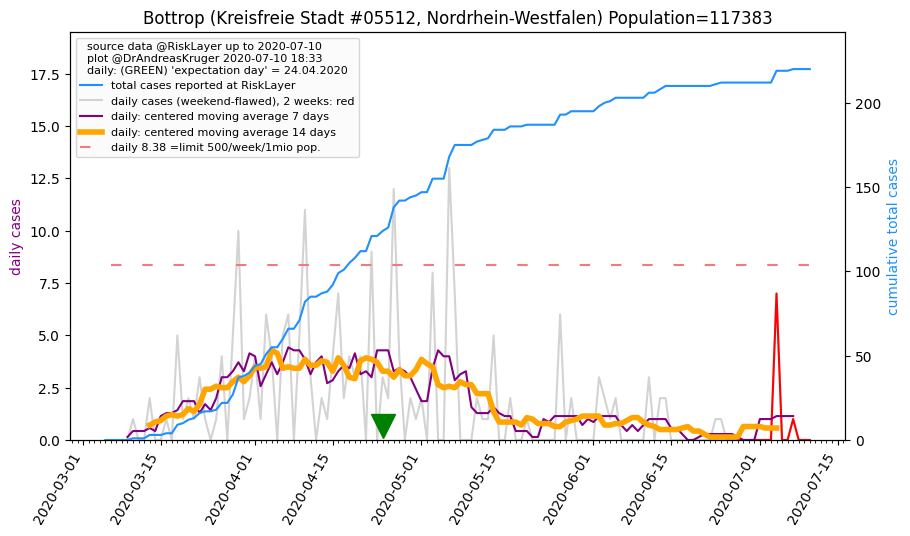 Bottrop (Kreisfreie Stadt #05512, Nordrhein-Westfalen) Population=117383
source data @RiskLayer up to 2020-07-10
plot @DrAndreasKruger 2020-07-10 18:33
daily: (GREEN) 'expectation day' = 24.04.2020
total cases reported at RiskLayer
daily cases (weekend-flawed), 2 weeks: red
daily: centered moving average 7 days
daily: centered moving average 14 days
daily 8.38 =limit 500/week/1mio pop.
daily cases
17.5
15.0
12.5
10.0
7.5
5.0
2.5
0.0
200
150
100
50
0
cumulative total cases
2020-03-01
2020-03-15
2020-04-01
2020-04-15
2020-05-01
2020-05-15
2020-06-01
2020-06-15
2020-07-01
2020-07-15